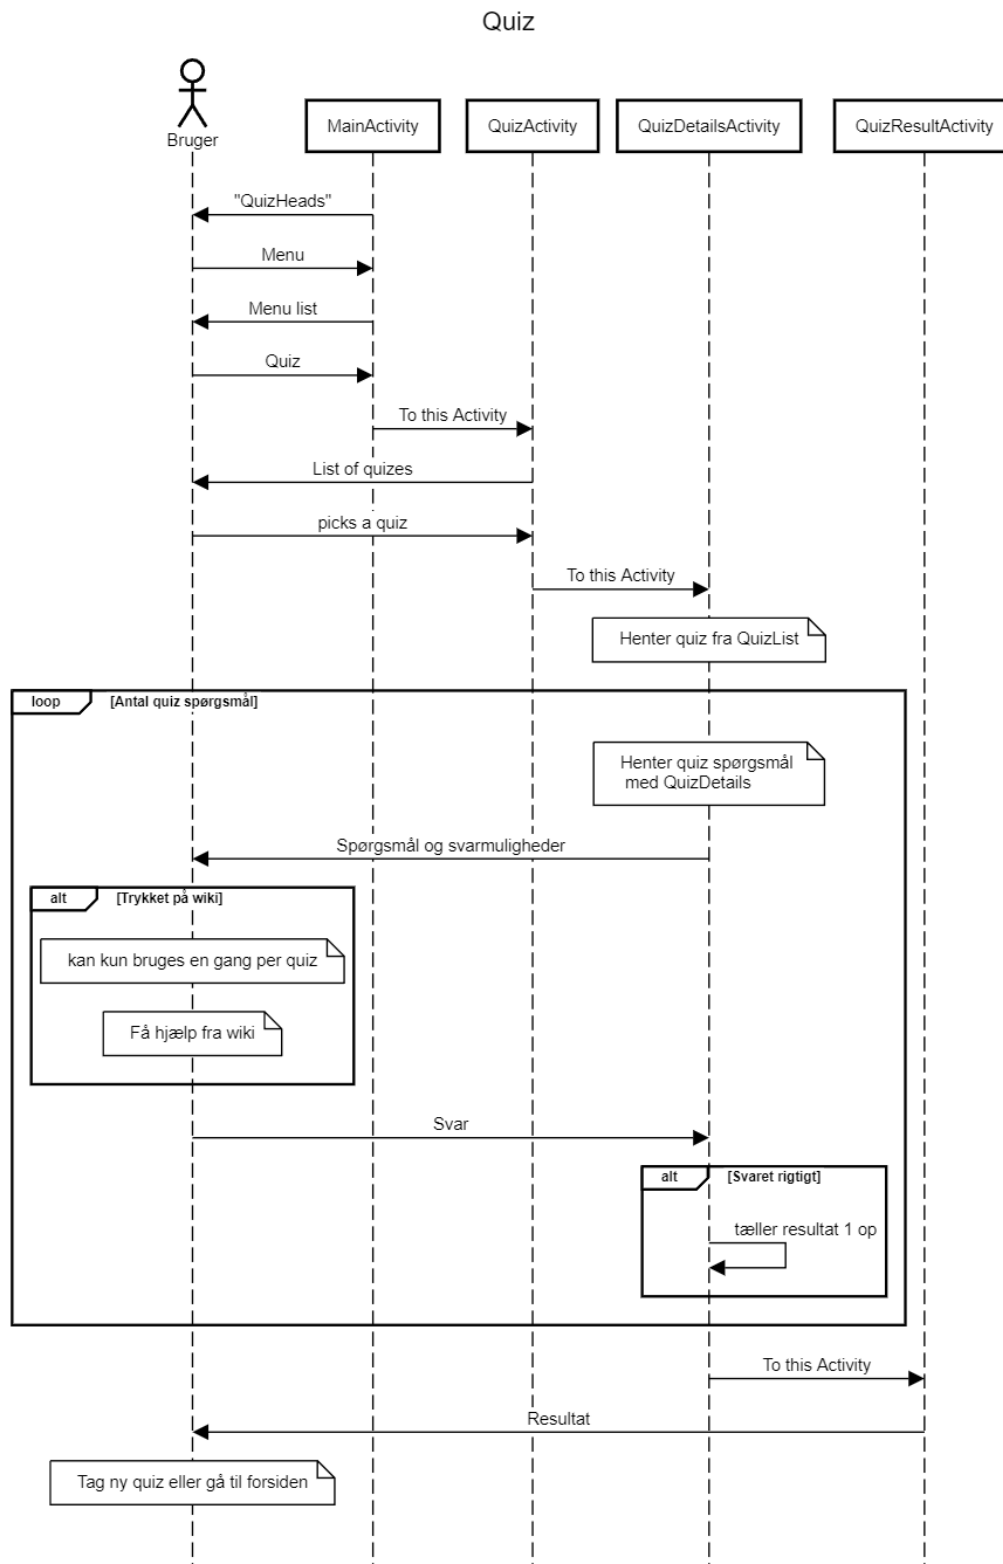 Quiz
Bruger
MainActivity
QuizActivity
QuizDetailsActivity
QuizResultActivity
"QuizHeads"
Menu
Menu list
Quiz
To this Activity
List of quizes
picks a quiz
To this Activity
Henter quiz fra QuizList
loop
[Antal quiz spørgsmål]
Henter quiz spørgsmål
med QuizDetails
Spørgsmål og svarmuligheder
alt
[Trykket på wiki]
kan kun bruges en gang per quiz
Få hjælp fra wiki
Svar
alt
[Svaret rigtigt]
tæller resultat 1 op
To this Activity
Resultat
Tag ny quiz eller gå til forsiden